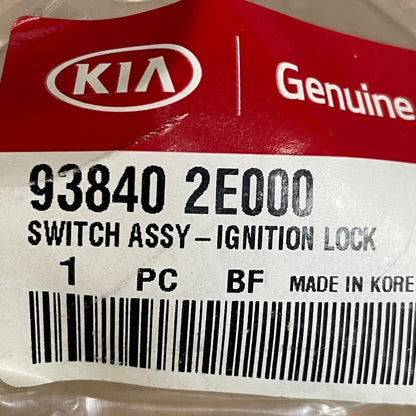 KIA
Genuine
93840 2E000
SWITCH ASSY-IGNITION LOCK
1 PC BF MADE IN KORE